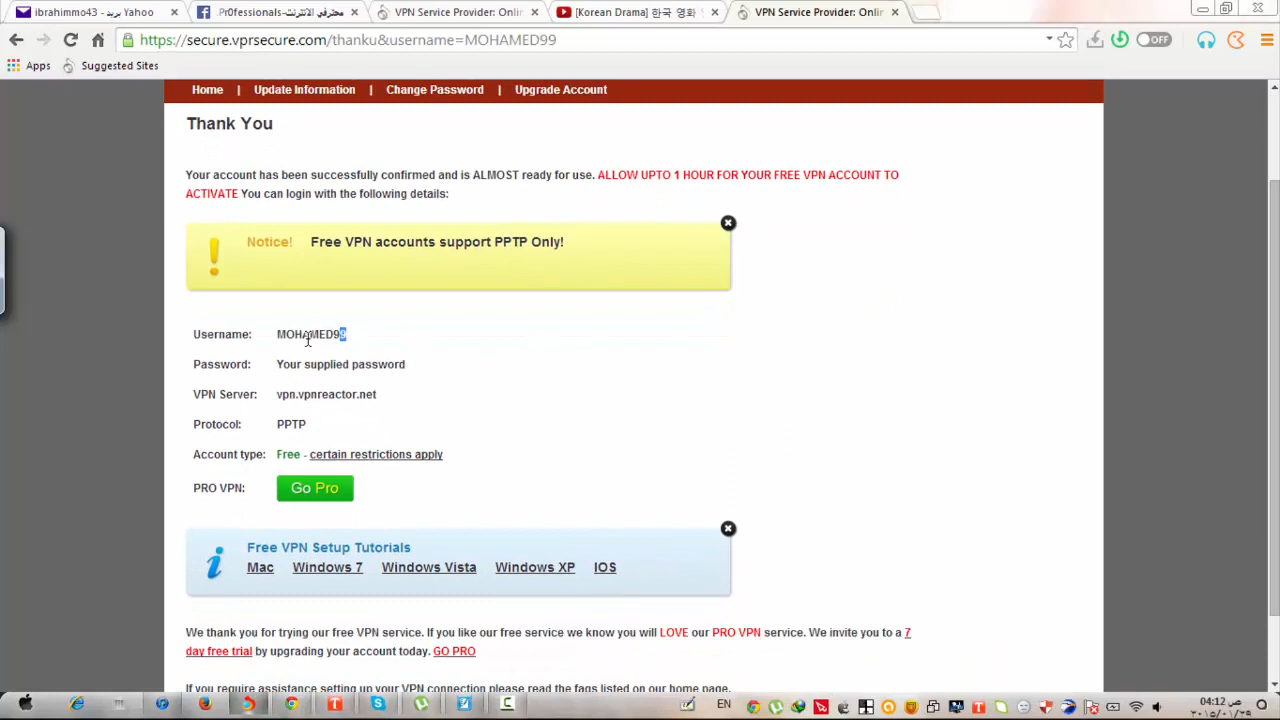 ibrahimmo43 - بريد Yahoo
محترفي الانترنت-Pr0fessionals.
VPN Service Provider: Onlin
[Korean Drama] 한국 영화
VPN Service Provider: Onlin
https://secure.vprsecure.com/thanku&username=MOHAMED99
OFF
Apps
Suggested Sites
Home | Update Information | Change Password | Upgrade Account
Thank You
Your account has been successfully confirmed and is ALMOST ready for use. ALLOW UPTO 1 HOUR FOR YOUR FREE VPN ACCOUNT TO
ACTIVATE You can login with the following details:
Notice! Free VPN accounts support PPTP Only!
Username: MOHAMED99
Password: Your supplied password
VPN Server: vpn.vpnreactor.net
Protocol: PPTP
Account type: Free - certain restrictions apply
PRO VPN: Go Pro
Free VPN Setup Tutorials
Mac Windows 7 Windows Vista Windows XP IOS
We thank you for trying our free VPN service. If you like our free service we know you will LOVE our PRO VPN service. We invite you to a 7
day free trial by upgrading your account today. GO PRO
If you require assistance setting up your VPN connection please read the faqs listed on our home page.
EN
04:12 ص
٢٠١٥/٠١/٢٩